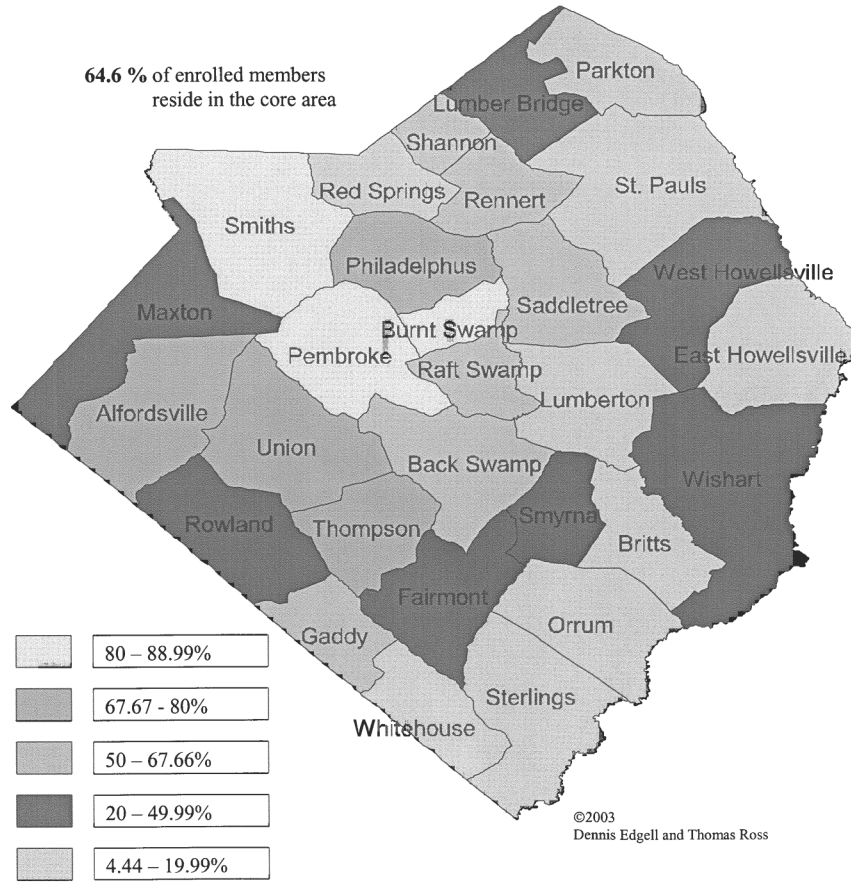 64.6 % of enrolled members
reside in the core area
Parkton
Lumber Bridge
Shannon
St. Pauls
Red Springs
Rennert
Smiths
Philadelphus
West Howellsville
Maxton
Saddletree
Burnt Swamp
Pembroke
Raft Swamp
East Howellsville
Alfordsville
Lumberton
Union
Back Swamp
Wishart
Rowland
Thompson
Smyrna
Britts
Fairmont
Gaddy
Orrum
Sterlings
Whitehouse
80 – 88.99%
67.67 - 80%
50 – 67.66%
20 – 49.99%
4.44 – 19.99%
©2003
Dennis Edgell and Thomas Ross